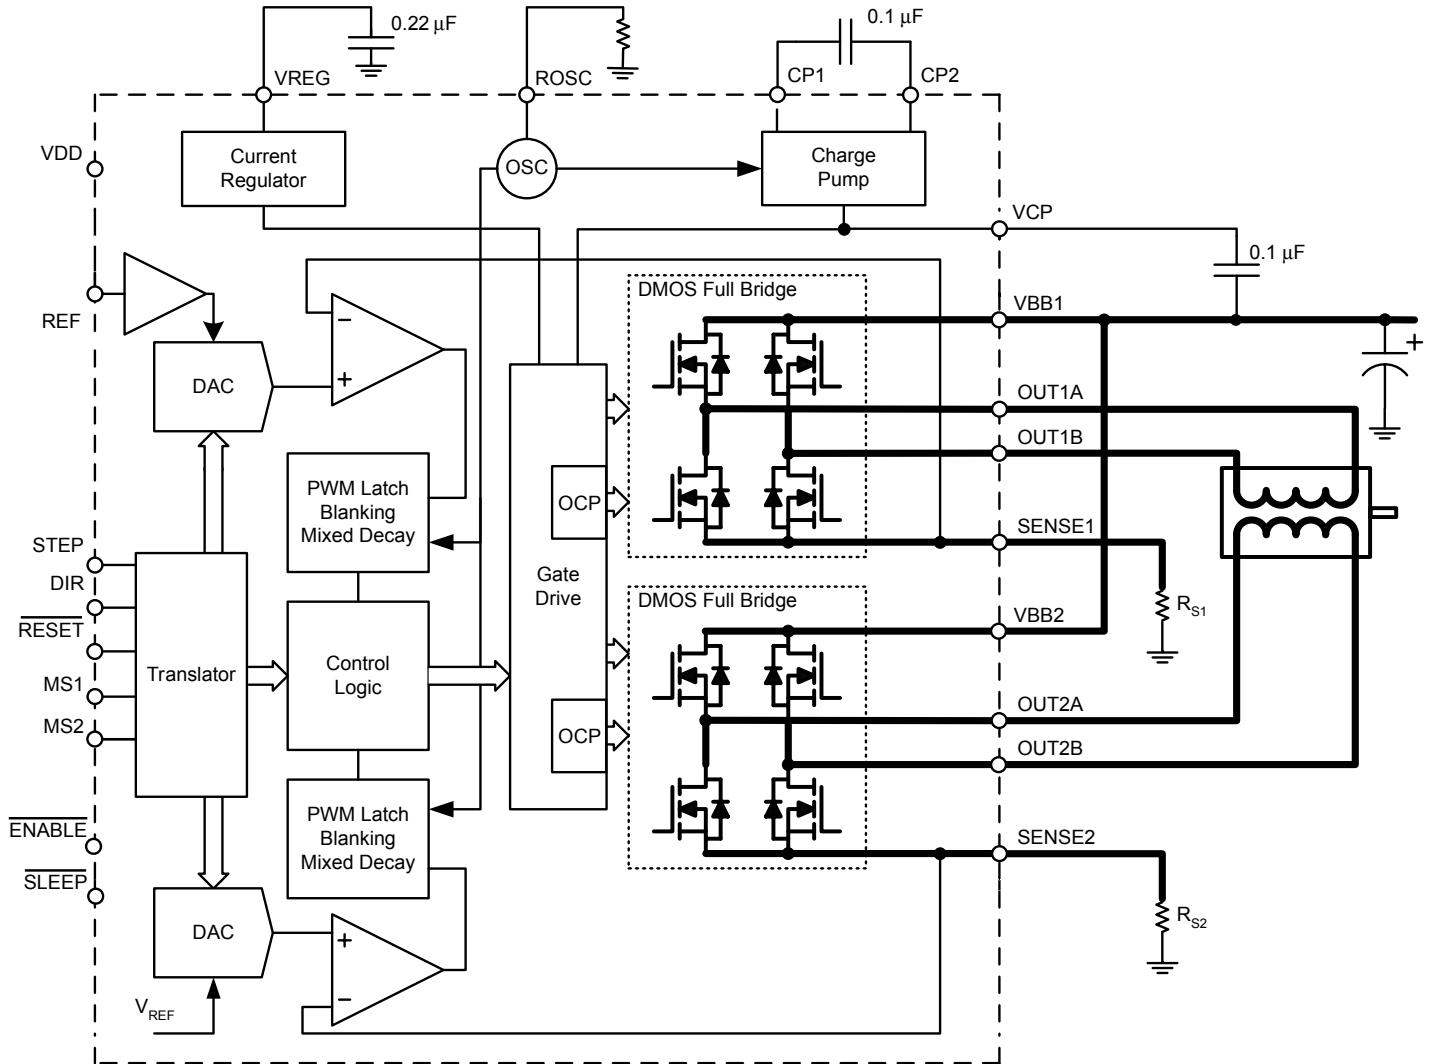 0.22 μF
0.1 μF
VREG
ROSC
CP1
CP2
VDD
Current
Regulator
OSC
Charge
Pump
VCP
0.1 μF
REF
DMOS Full Bridge
VBB1
−
+
+
DAC
OUT1A
OUT1B
PWM Latch
Blanking
Mixed Decay
OCP
SENSE1
STEP
DIR
RESET
MS1
MS2
Translator
Control
Logic
Gate
Drive
DMOS Full Bridge
RS1
VBB2
OUT2A
OUT2B
OCP
PWM Latch
Blanking
Mixed Decay
ENABLE
SLEEP
SENSE2
RS2
DAC
+
−
VREF